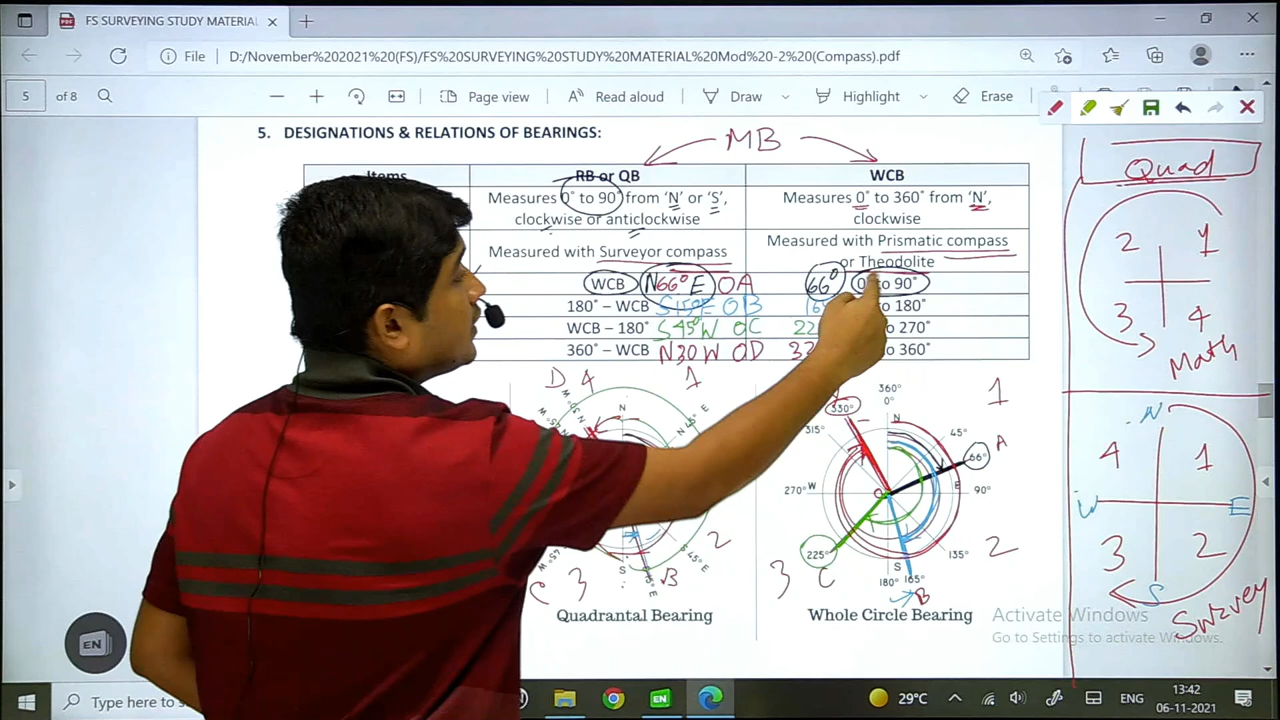 FS SURVEYING STUDY MATERIAL
File
D:/November%202021%20(FS)/FS%20SURVEYING%20STUDY%20MATERIAL%20Mod%20-2%20(Compass).pdf
5 of 8
Page view
Read aloud
Draw
Highlight
Erase
5. DESIGNATIONS & RELATIONS OF BEARINGS:
MB
Items
RB or QB
WCB
Measures 0° to 90° from 'N' or 'S',
clockwise or anticlockwise
Measures 0° to 360° from 'N',
clockwise
Measured with Surveyor compass
Measured with Prismatic compass
or Theodolite
WCB N66°E OA 66° 0 90°
180° – WCB S15°E OB to 180°
WCB – 180° S45°W OC to 270°
360° – WCB N30W OD to 360°
D 4 1
N
N 45° E
S 45° E
2
S
B
C 3
Quadrantal Bearing
360°
0°
1
330°
N
315°
45°
A
66°
270° W
O
E 90°
225°
135°
S
180° 165°
B
2
3 C
Whole Circle Bearing
Quad
2 1
3 4
Math
N
4 1
W E
3 2
S
Survey
Activate Windows
Go to Settings to activate Windows.
EN
Type here to
EN
29°C
ENG
13:42
06-11-2021